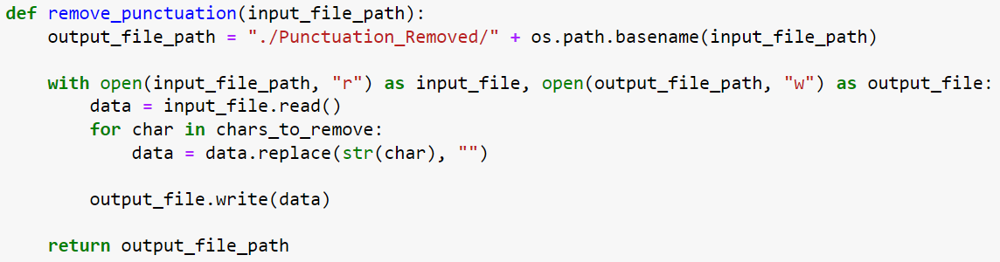 def remove_punctuation(input_file_path):
    output_file_path = "./Punctuation_Removed/" + os.path.basename(input_file_path)

    with open(input_file_path, "r") as input_file, open(output_file_path, "w") as output_file:
        data = input_file.read()
        for char in chars_to_remove:
            data = data.replace(str(char), "")

        output_file.write(data)

    return output_file_path